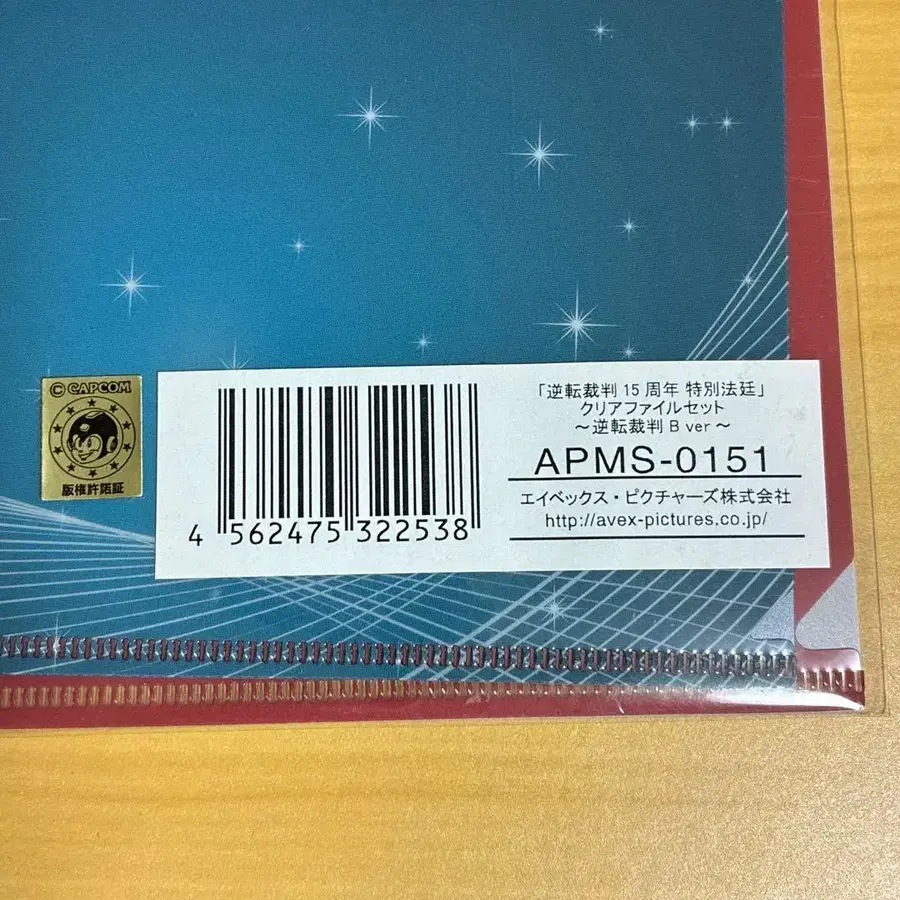 © CAPCOM
版権許諾証
4 562475 322538
「逆転裁判 15 周年 特別法廷」
クリアファイルセット
～逆転裁判 B ver～
APMS-0151
エイベックス・ピクチャーズ株式会社
http://avex-pictures.co.jp/